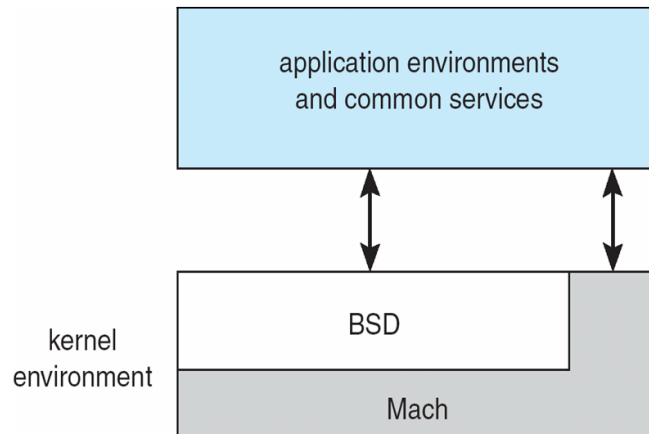 application environments
and common services
BSD
kernel
environment
Mach